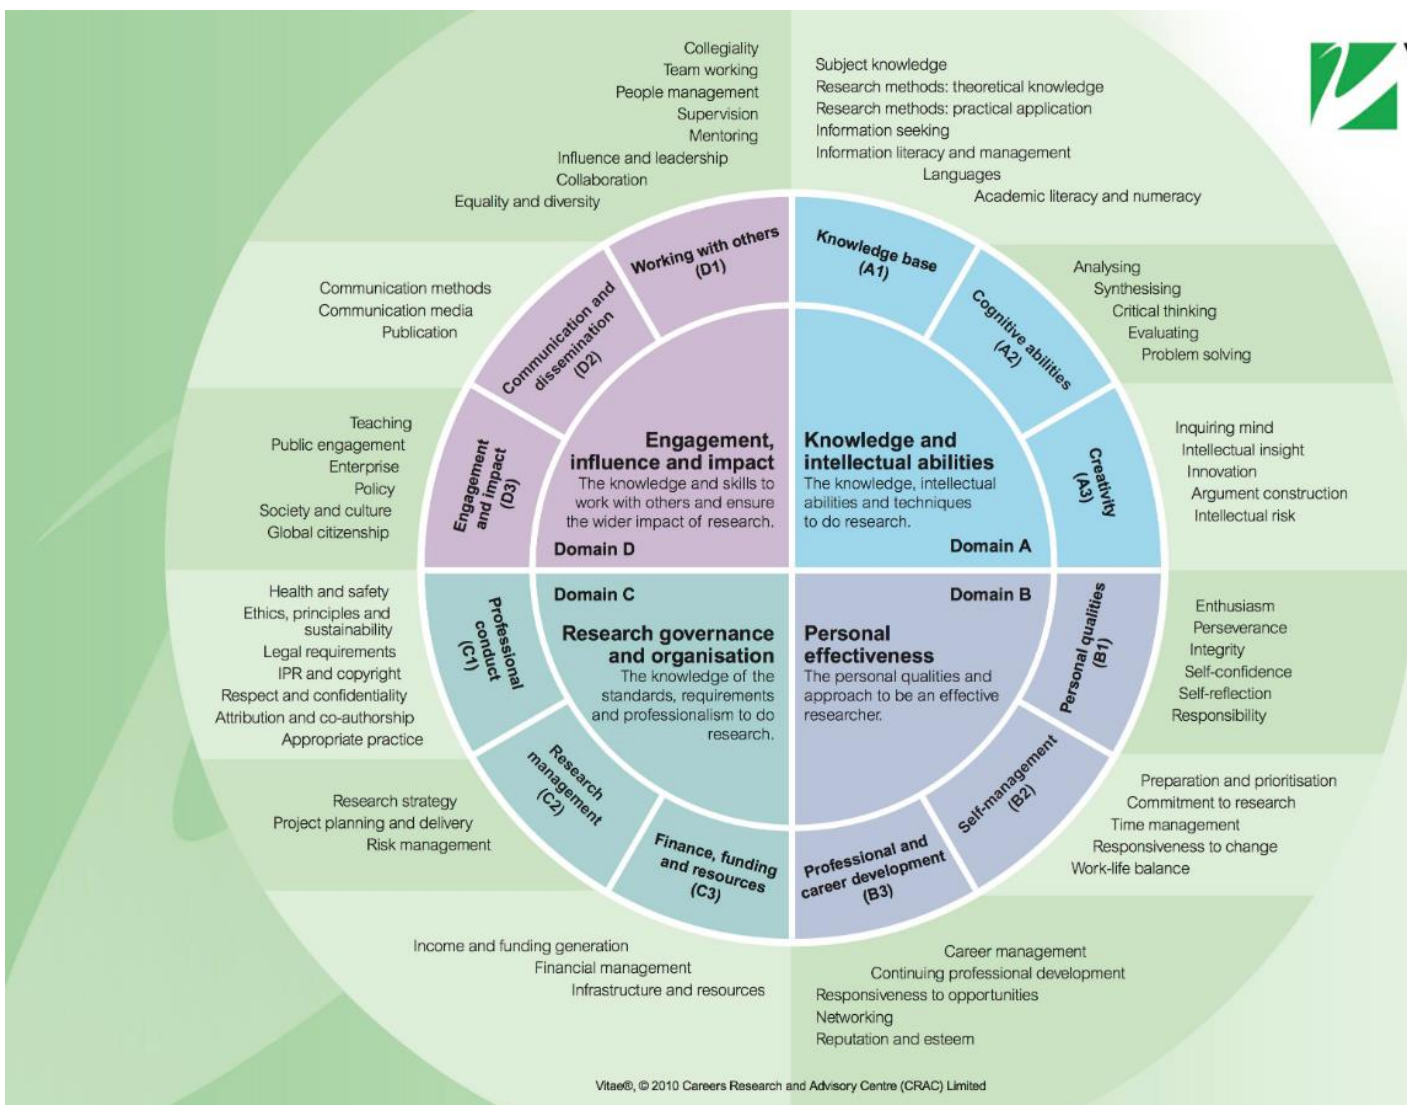 Collegiality
Team working
People management
Supervision
Mentoring
Influence and leadership
Collaboration
Equality and diversity
Subject knowledge
Research methods: theoretical knowledge
Research methods: practical application
Information seeking
Information literacy and management
Languages
Academic literacy and numeracy
Working with others
(D1)
Knowledge base
(A1)
Communication methods
Communication media
Publication
Communication and
dissemination
(D2)
Cognitive abilities
(A2)
Analysing
Synthesising
Critical thinking
Evaluating
Problem solving
Teaching
Public engagement
Enterprise
Policy
Society and culture
Global citizenship
Engagement
and impact
(D3)
Engagement,
influence and impact
The knowledge and skills to
work with others and ensure
the wider impact of research.
Domain D
Knowledge and
intellectual abilities
The knowledge, intellectual
abilities and techniques
to do research.
Domain A
Creativity
(A3)
Inquiring mind
Intellectual insight
Innovation
Argument construction
Intellectual risk
Health and safety
Ethics, principles and
sustainability
Legal requirements
IPR and copyright
Respect and confidentiality
Attribution and co-authorship
Appropriate practice
Professional
conduct
(C1)
Domain C
Research governance
and organisation
The knowledge of the
standards, requirements
and professionalism to do
research.
Domain B
Personal
effectiveness
The personal qualities and
approach to be an effective
researcher.
Personal qualities
(B1)
Enthusiasm
Perseverance
Integrity
Self-confidence
Self-reflection
Responsibility
Research strategy
Project planning and delivery
Risk management
Research
management
(C2)
Self-management
(B2)
Preparation and prioritisation
Commitment to research
Time management
Responsiveness to change
Work-life balance
Finance, funding
and resources
(C3)
Professional and
career development
(B3)
Income and funding generation
Financial management
Infrastructure and resources
Career management
Continuing professional development
Responsiveness to opportunities
Networking
Reputation and esteem
Vitae®, © 2010 Careers Research and Advisory Centre (CRAC) Limited